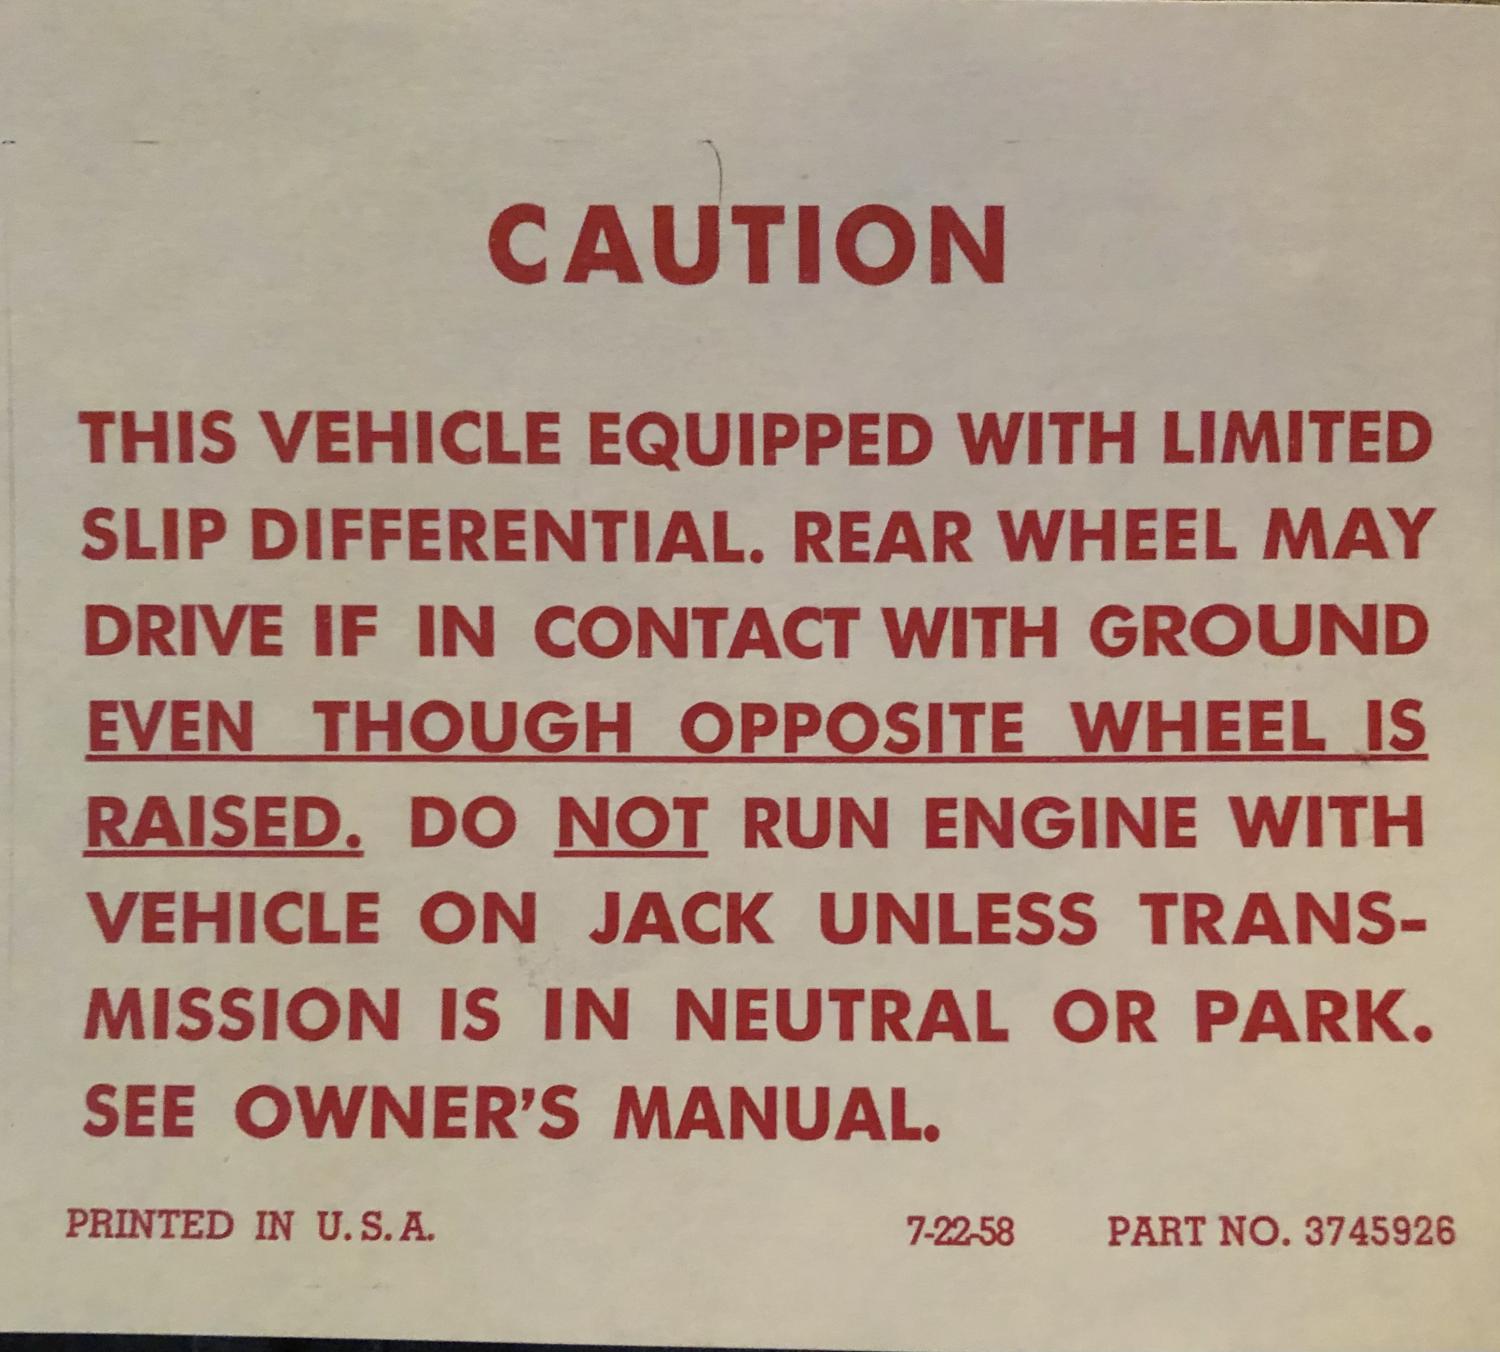 CAUTION
THIS VEHICLE EQUIPPED WITH LIMITED
SLIP DIFFERENTIAL. REAR WHEEL MAY
DRIVE IF IN CONTACT WITH GROUND
EVEN THOUGH OPPOSITE WHEEL IS
RAISED. DO NOT RUN ENGINE WITH
VEHICLE ON JACK UNLESS TRANS-
MISSION IS IN NEUTRAL OR PARK.
SEE OWNER'S MANUAL.
PRINTED IN U.S.A. 7-22-58 PART NO. 3745926